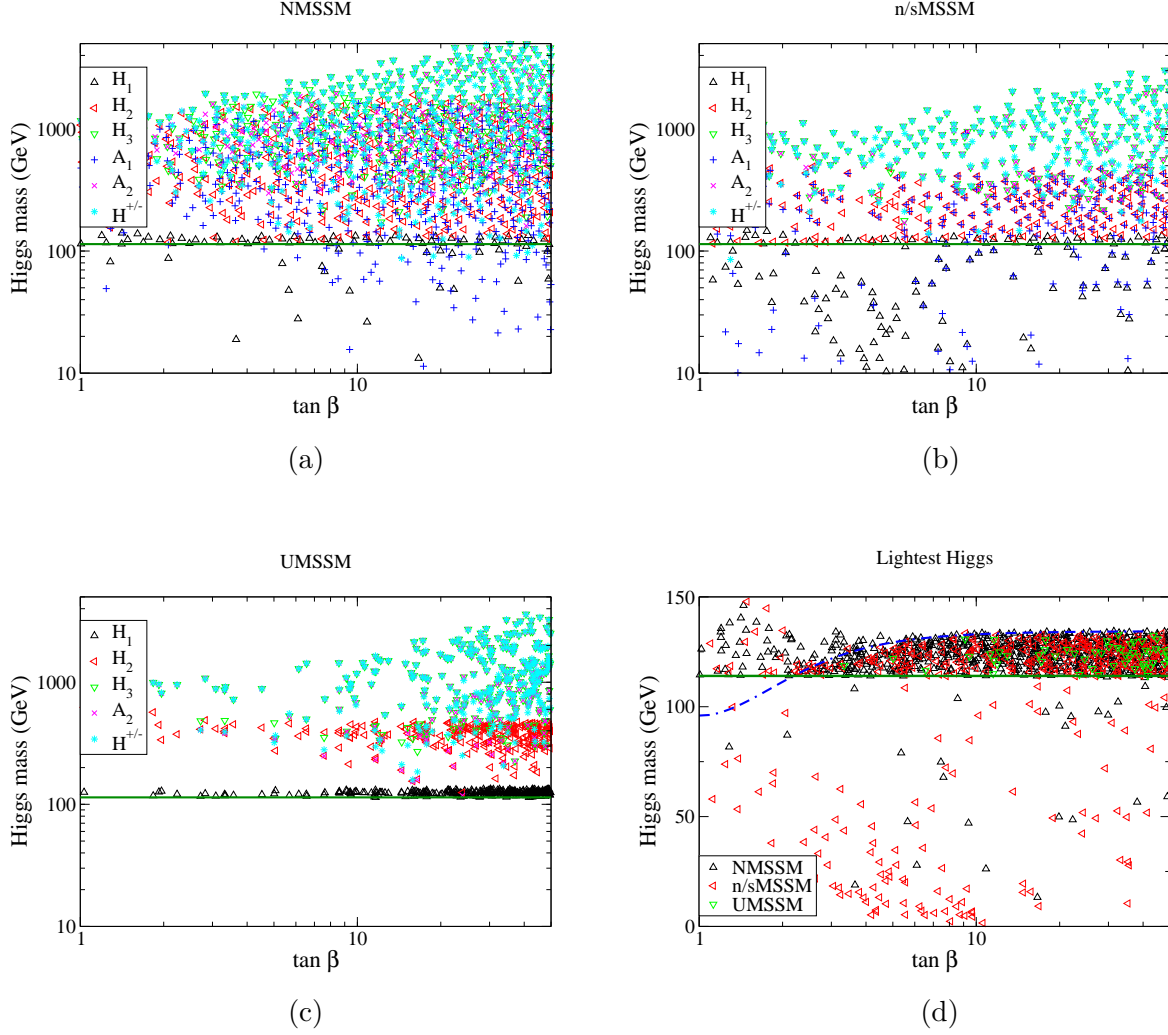 NMSSM
Higgs mass (GeV)
1000
100
10
H1
H2
H3
A1
A2
H+/-
1
10
tan β
(a)
n/sMSSM
Higgs mass (GeV)
1000
100
10
H1
H2
H3
A1
A2
H+/-
1
10
tan β
(b)
UMSSM
Higgs mass (GeV)
1000
100
10
H1
H2
H3
A2
H+/-
1
10
tan β
(c)
Lightest Higgs
Higgs mass (GeV)
150
100
50
0
NMSSM
n/sMSSM
UMSSM
1
10
tan β
(d)